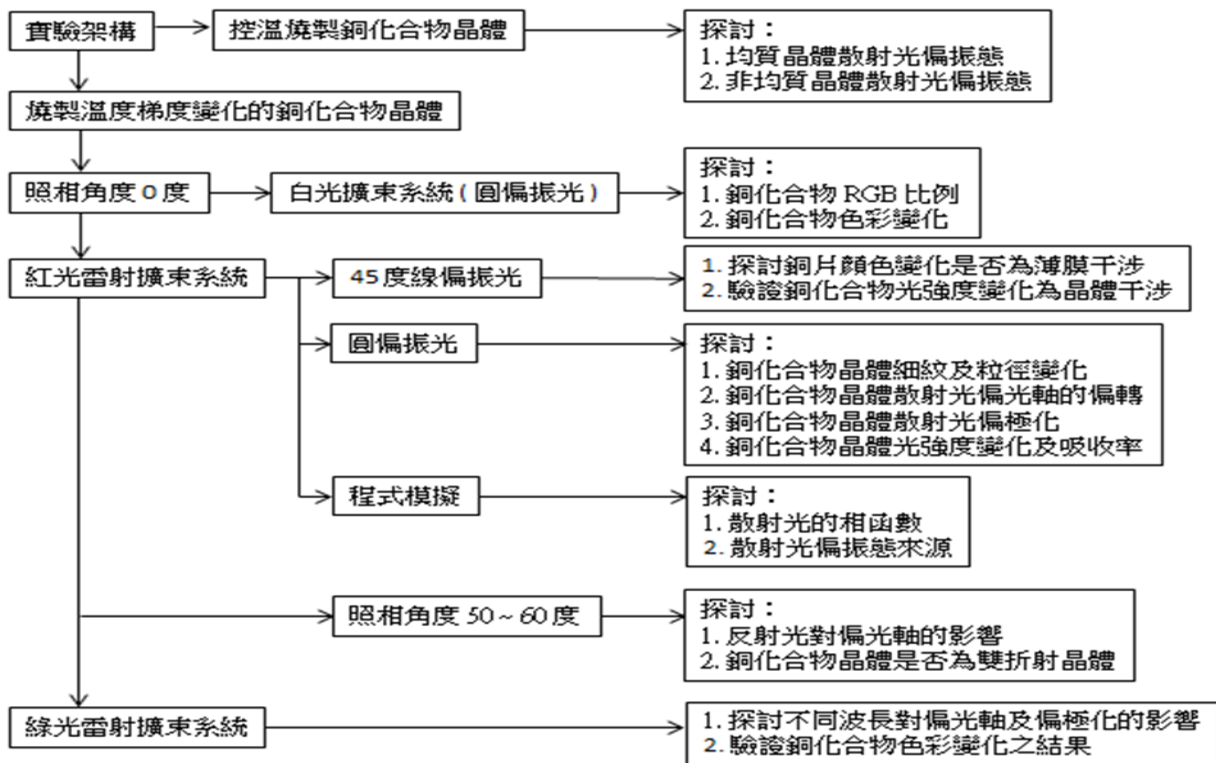 實驗架構
控溫燒製銅化合物晶體
探討：
1. 均質晶體散射光偏振態
2. 非均質晶體散射光偏振態
燒製溫度梯度變化的銅化合物晶體
照相角度 0 度
白光擴束系統 ( 圓偏振光 )
探討：
1. 銅化合物 RGB 比例
2. 銅化合物色彩變化
紅光雷射擴束系統
45 度線偏振光
1. 探討銅片顏色變化是否為薄膜干涉
2. 驗證銅化合物光強度變化為晶體干涉
圓偏振光
探討：
1. 銅化合物晶體細紋及粒徑變化
2. 銅化合物晶體散射光偏光軸的偏轉
3. 銅化合物晶體散射光偏極化
4. 銅化合物晶體光強度變化及吸收率
程式模擬
探討：
1. 散射光的相函數
2. 散射光偏振態來源
照相角度 50 ~ 60 度
探討：
1. 反射光對偏光軸的影響
2. 銅化合物晶體是否為雙折射晶體
綠光雷射擴束系統
1. 探討不同波長對偏光軸及偏極化的影響
2. 驗證銅化合物色彩變化之結果